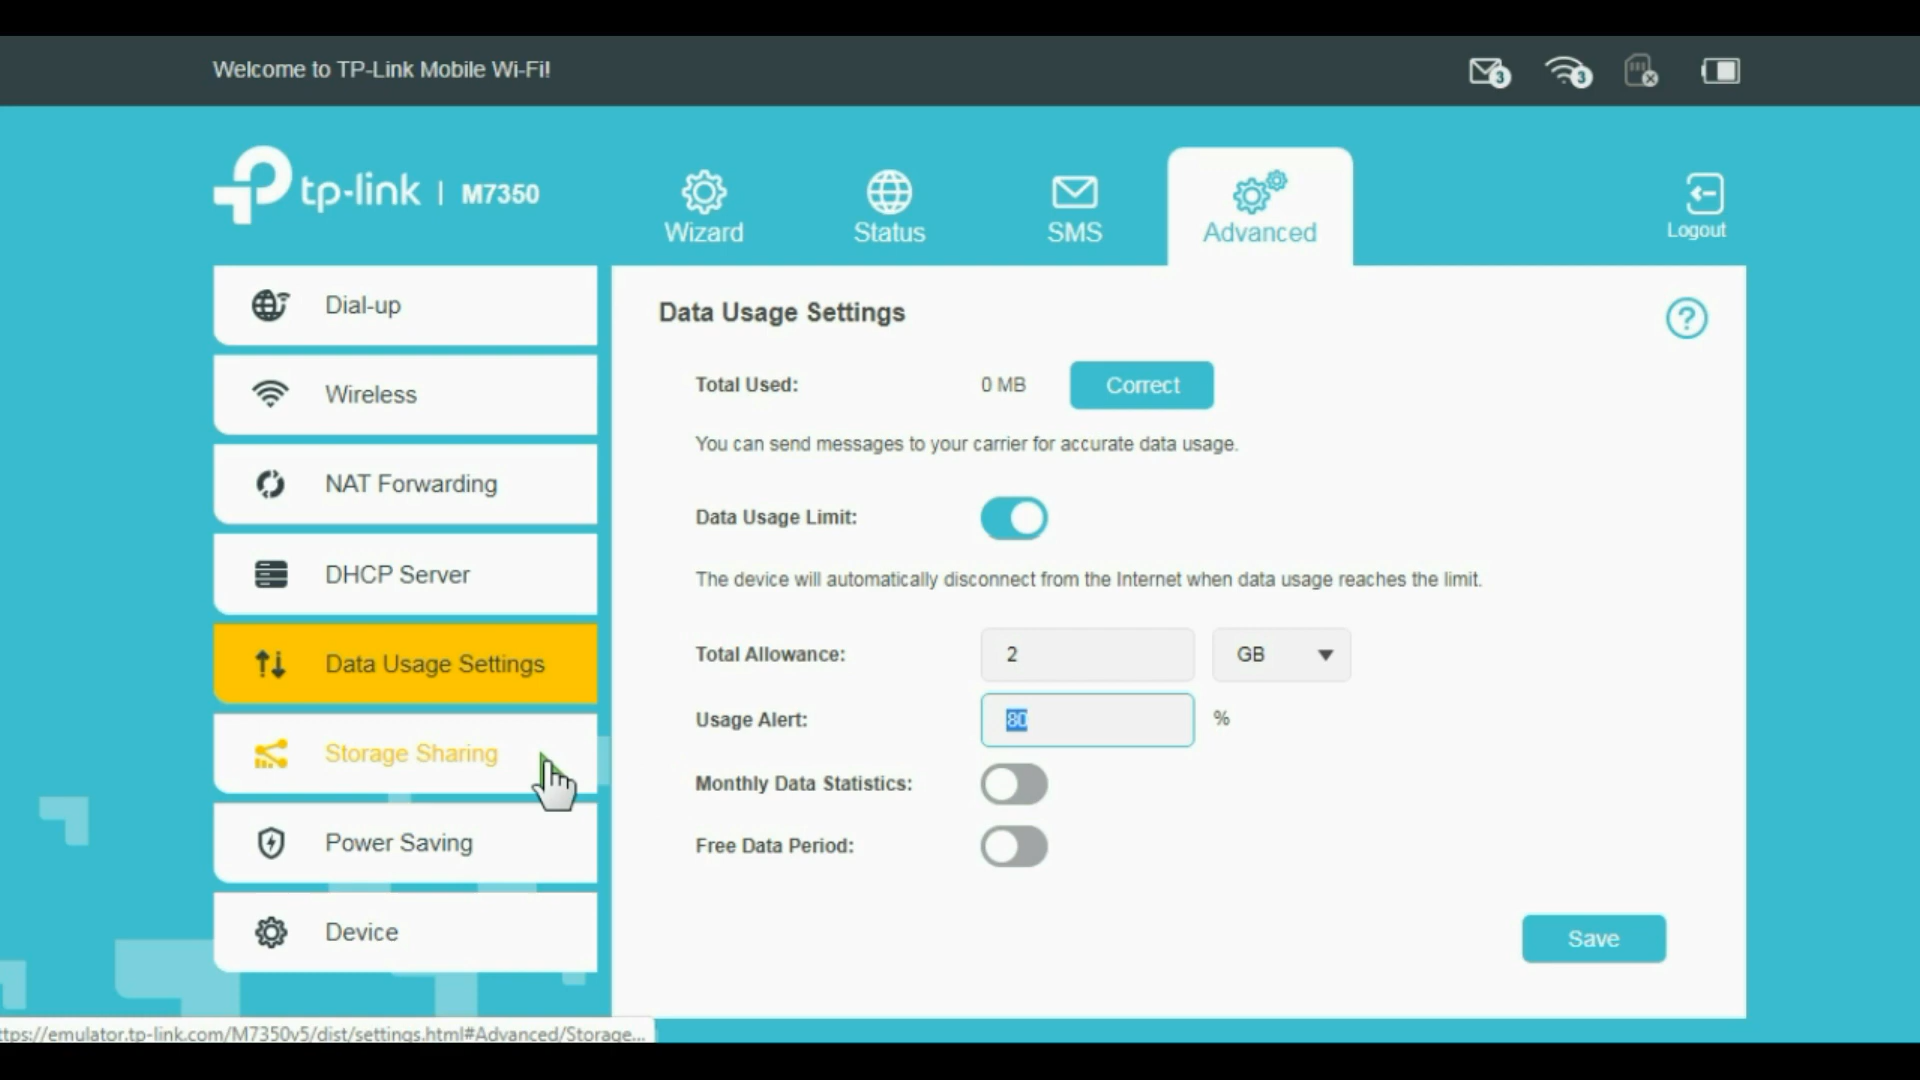 Welcome to TP-Link Mobile Wi-Fi!
3
3
tp-link | M7350
Wizard
Status
SMS
Advanced
Logout
Dial-up
Wireless
NAT Forwarding
DHCP Server
Data Usage Settings
Storage Sharing
Power Saving
Device
Data Usage Settings
?
Total Used: 0 MB Correct
You can send messages to your carrier for accurate data usage.
Data Usage Limit:
The device will automatically disconnect from the Internet when data usage reaches the limit.
Total Allowance: 2 GB
Usage Alert: 80 %
Monthly Data Statistics:
Free Data Period:
Save
ttps://emulator.tp-link.com/M7350v5/dist/settings.html#Advanced/Storage...